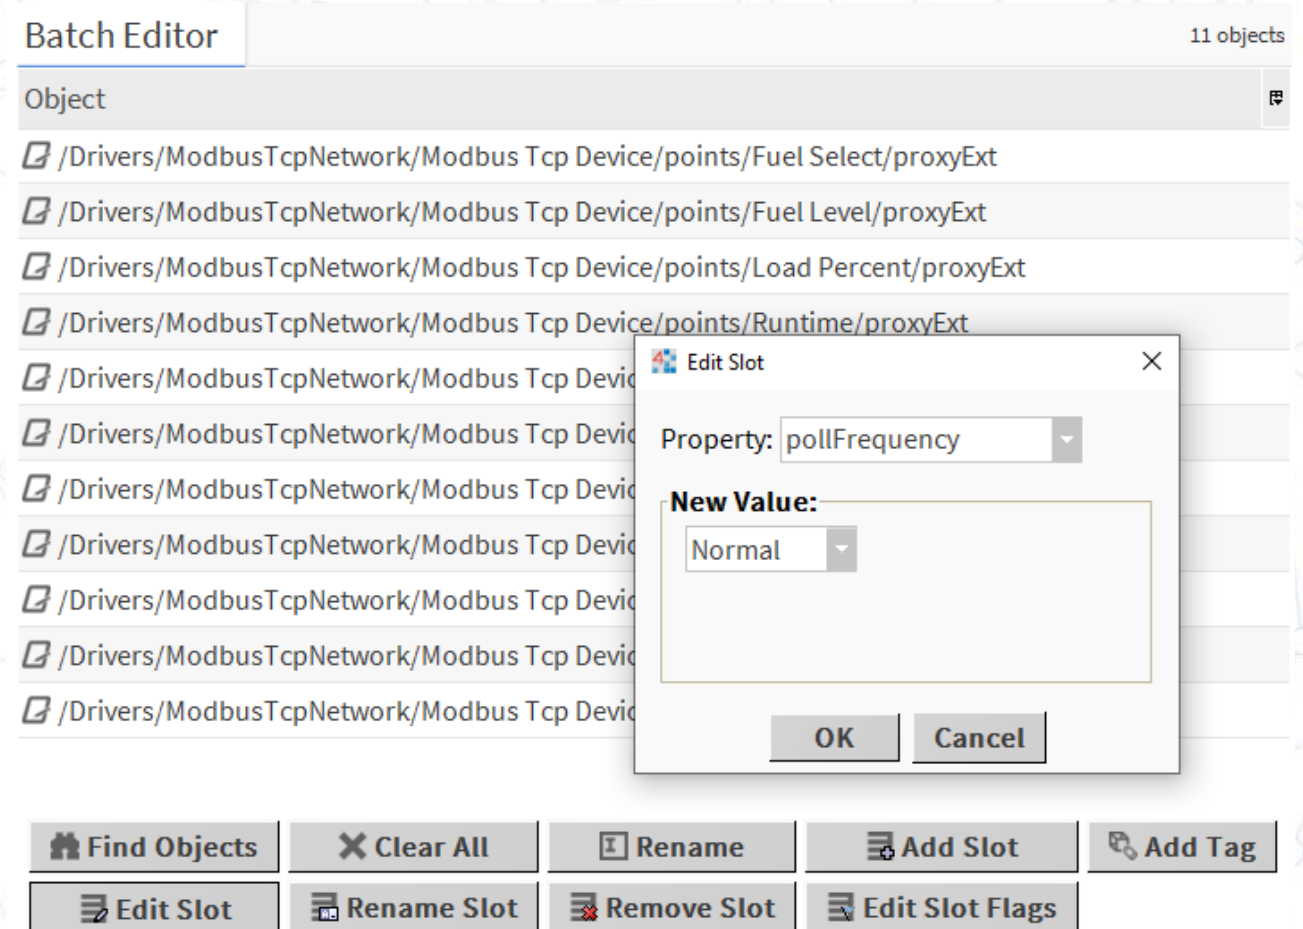 Batch Editor
11 objects
Object
/Drivers/ModbusTcpNetwork/Modbus Tcp Device/points/Fuel Select/proxyExt
/Drivers/ModbusTcpNetwork/Modbus Tcp Device/points/Fuel Level/proxyExt
/Drivers/ModbusTcpNetwork/Modbus Tcp Device/points/Load Percent/proxyExt
/Drivers/ModbusTcpNetwork/Modbus Tcp Device/points/Runtime/proxyExt
/Drivers/ModbusTcpNetwork/Modbus Tcp Devic
/Drivers/ModbusTcpNetwork/Modbus Tcp Devic
/Drivers/ModbusTcpNetwork/Modbus Tcp Devic
/Drivers/ModbusTcpNetwork/Modbus Tcp Devic
/Drivers/ModbusTcpNetwork/Modbus Tcp Devic
/Drivers/ModbusTcpNetwork/Modbus Tcp Devic
/Drivers/ModbusTcpNetwork/Modbus Tcp Devic
Edit Slot
Property: pollFrequency
New Value:
Normal
OK Cancel
Find Objects Clear All Rename Add Slot Add Tag
Edit Slot Rename Slot Remove Slot Edit Slot Flags